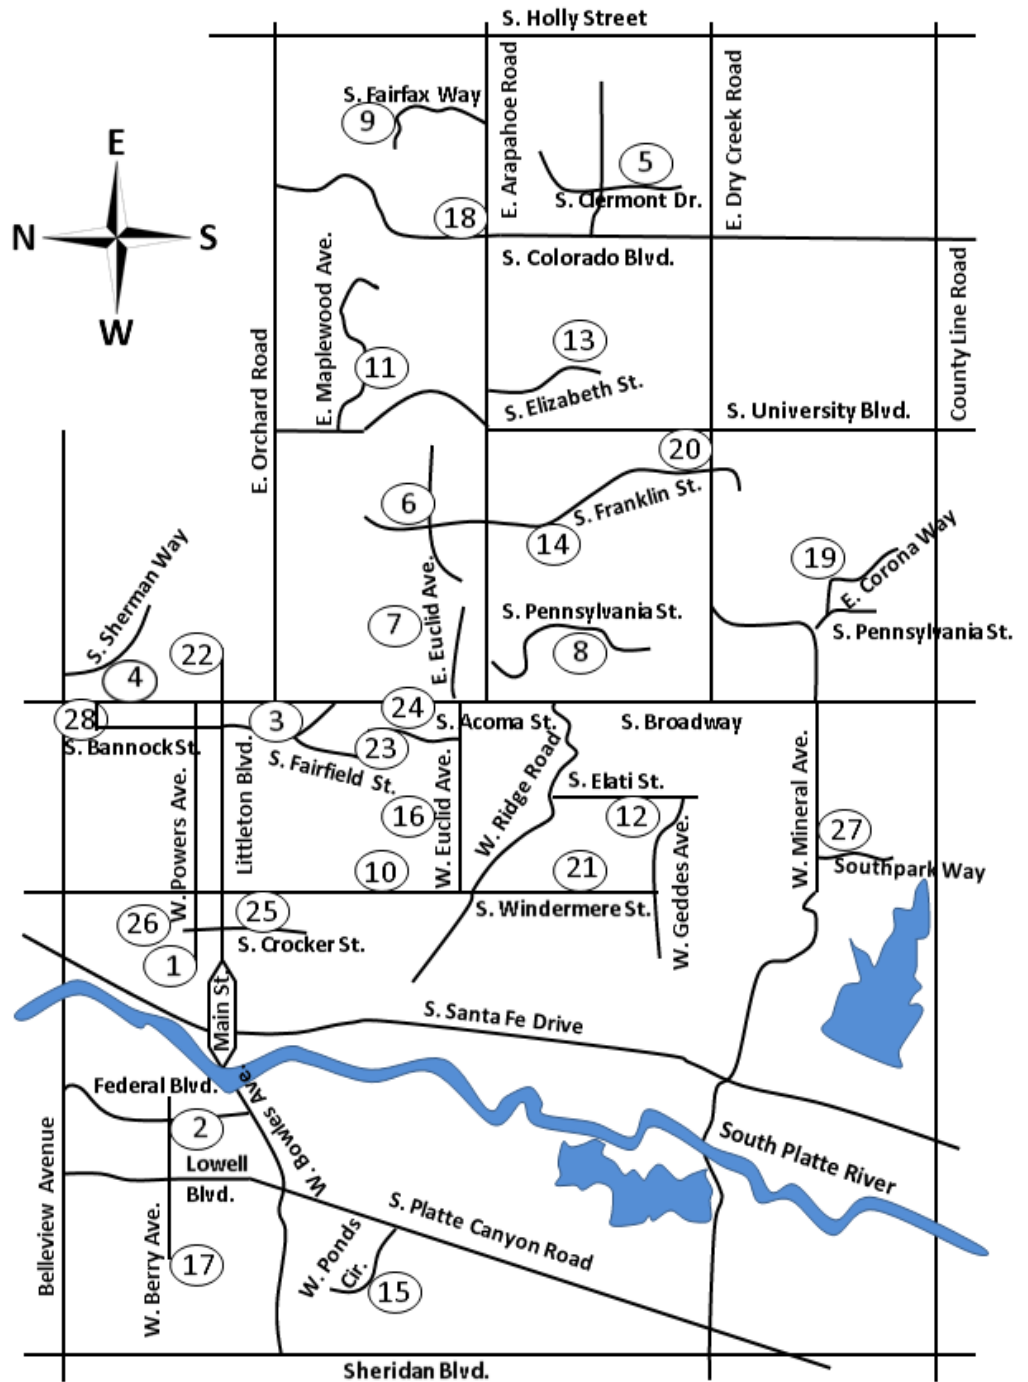 S. Holly Street
S. Fairfax Way
9
E. Arapahoe Road
E. Dry Creek Road
E
N
S
W
5
S. Clermont Dr.
18
S. Colorado Blvd.
E. Maplewood Ave.
County Line Road
E. Orchard Road
13
11
S. Elizabeth St.
S. University Blvd.
20
6
S. Franklin St.
14
19
E. Corona Way
S. Sherman Way
E. Euclid Ave.
7
S. Pennsylvania St.
S. Pennsylvania St.
22
8
4
28
3
24
S. Acoma St.
S. Broadway
S. Bannock St.
23
S. Fairfield St.
Littleton Blvd.
W. Powers Ave.
W. Euclid Ave.
W. Ridge Road
S. Elati St.
W. Mineral Ave.
16
12
27
W. Geddes Ave.
10
21
Southpark Way
26
25
S. Windermere St.
S. Crocker St.
1
Main St.
S. Santa Fe Drive
Federal Blvd.
W. Bowles Ave.
2
South Platte River
Lowell
Blvd.
Belleview Avenue
W. Berry Ave.
S. Platte Canyon Road
W. Ponds
Cir.
17
15
Sheridan Blvd.